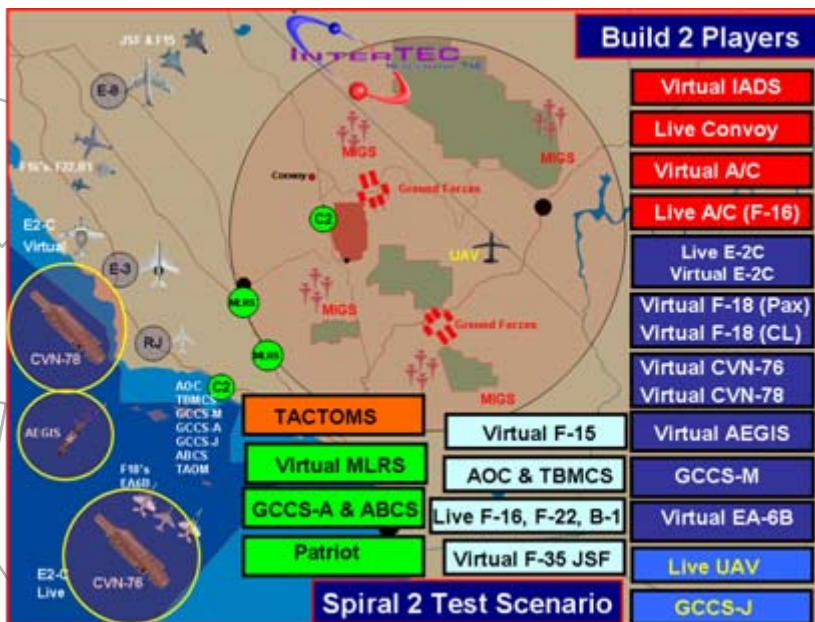 Build 2 Players
JSF & F15
INTERTEC
E-8
Virtual IADS
Live Convoy
MIGS
MIGS
F16's, F22,B1
Virtual A/C
Convoy
Ground Forces
Live A/C (F-16)
C2
E2-C
Virtual
UAV
Live E-2C
Virtual E-2C
E-3
MLRS
MIGS
Virtual F-18 (Pax)
Virtual F-18 (CL)
Ground Forces
RJ
MLRS
CVN-78
Virtual CVN-76
Virtual CVN-78
C2
AOC
TBMCS
GCCS-M
GCCS-A
GCCS-J
ABCS
TAOM
MIGS
TACTOMS
Virtual F-15
Virtual AEGIS
AEGIS
Virtual MLRS
AOC & TBMCS
GCCS-M
F18's
EA6B
GCCS-A & ABCS
Live F-16, F-22, B-1
Virtual EA-6B
Patriot
Virtual F-35 JSF
Live UAV
E2-C
Live
CVN-76
Spiral 2 Test Scenario
GCCS-J